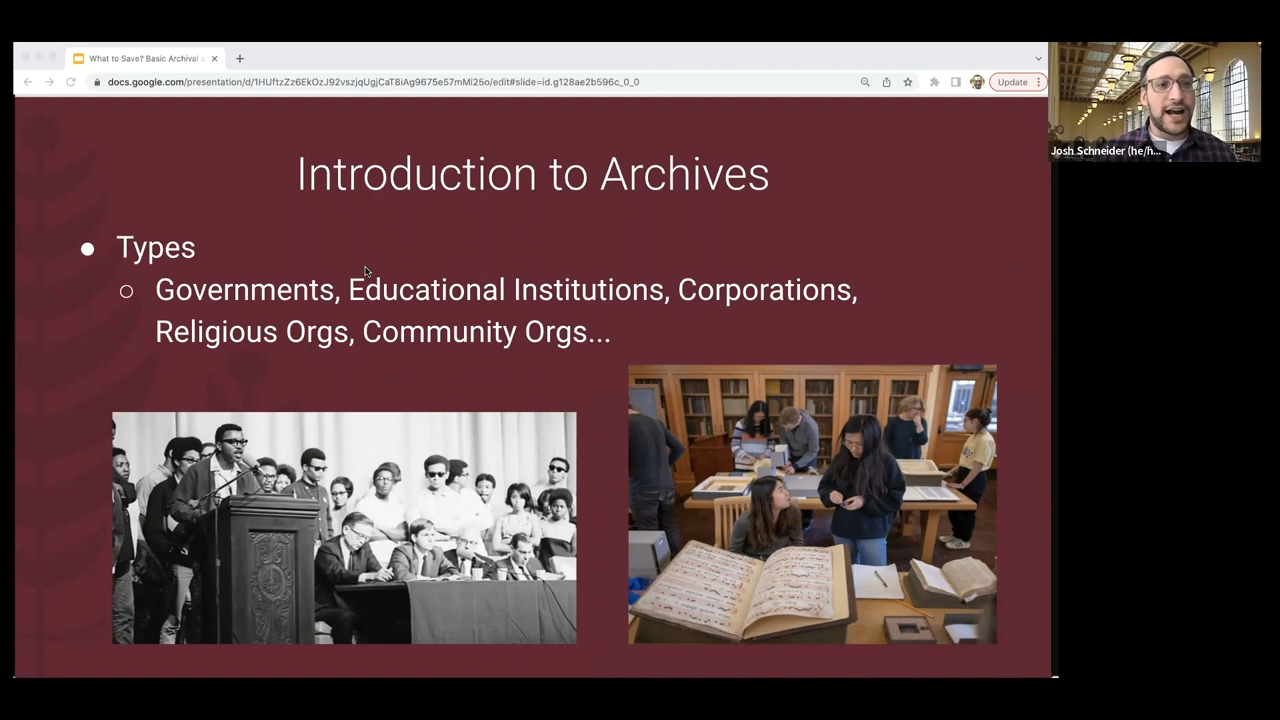 What to Save? Basic Archival
docs.google.com/presentation/d/1HUftzZz6EkOzJ92vszjqUgjCaT8iAg9675e57mMi25o/edit#slide=id.g128ae2b596c_0_0
Update
Josh Schneider (he/h...
Introduction to Archives
● Types
○ Governments, Educational Institutions, Corporations,
Religious Orgs, Community Orgs...